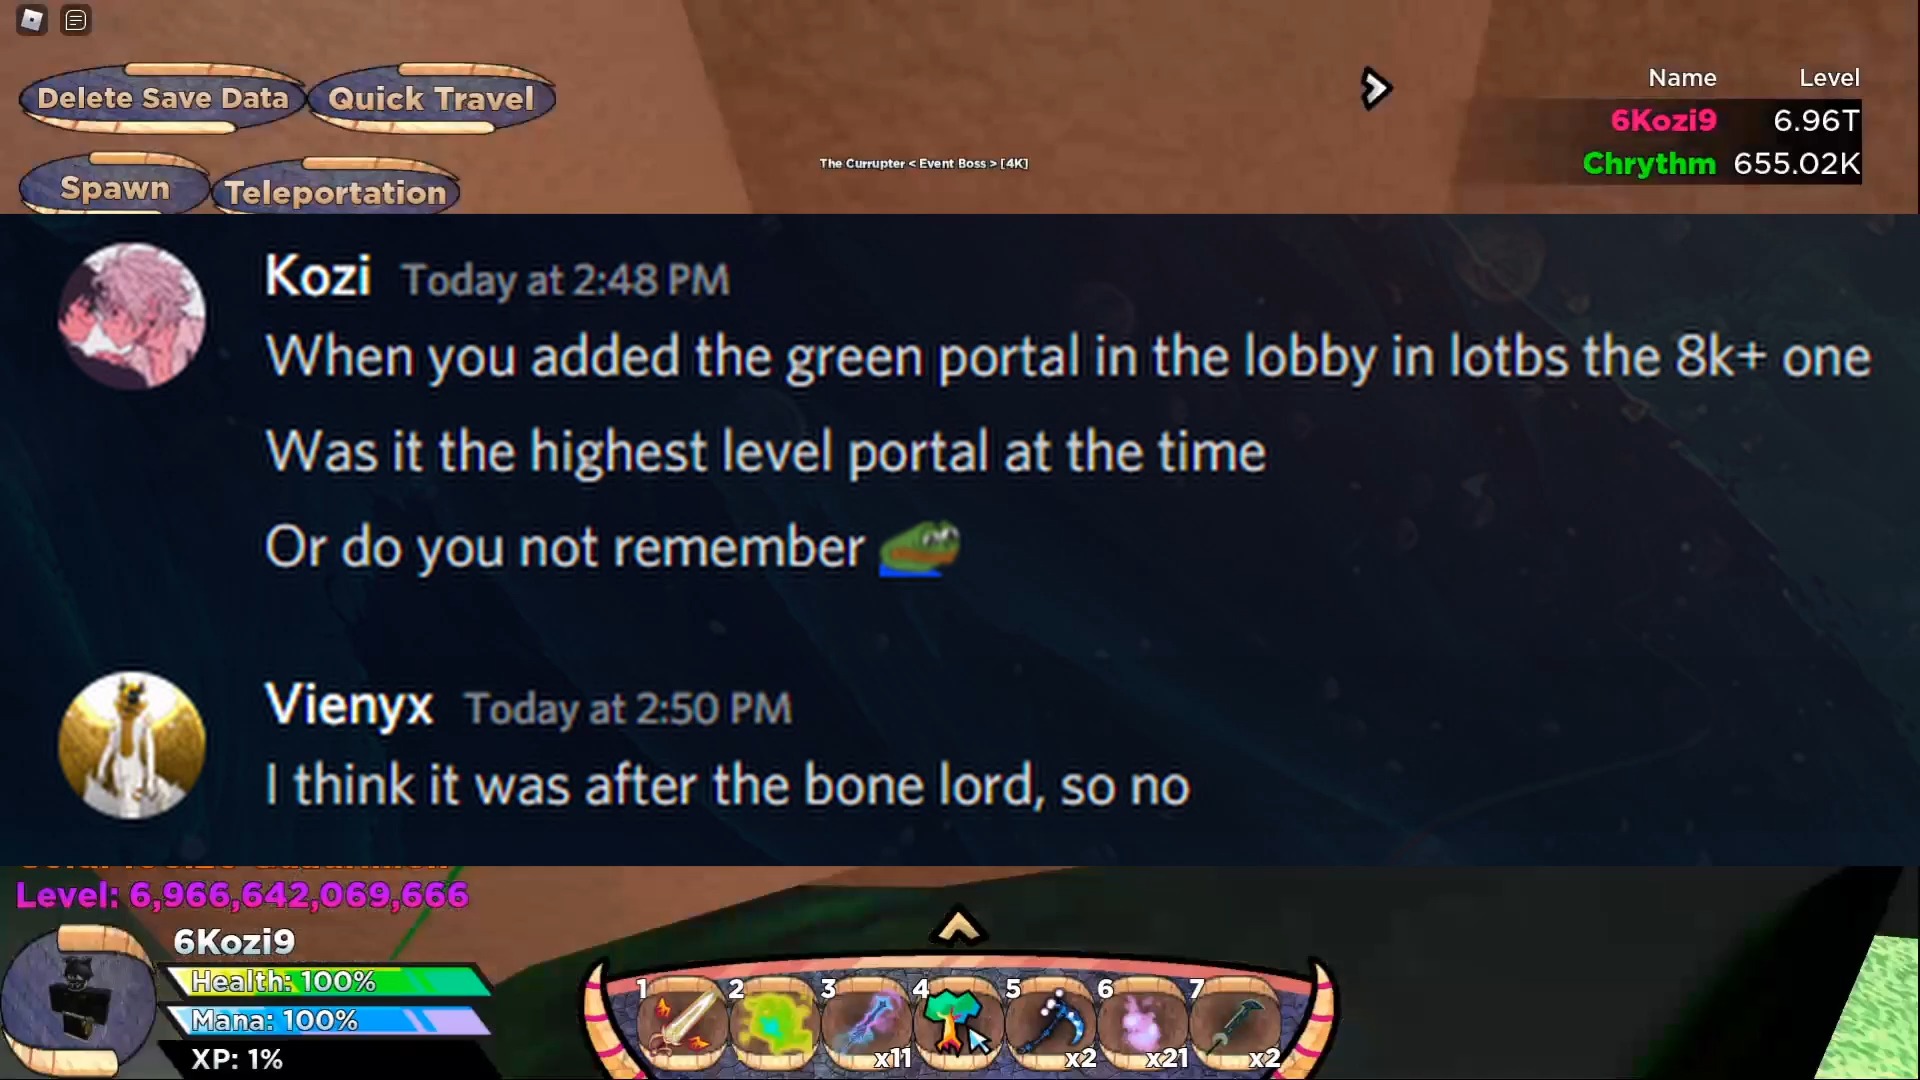 Delete Save Data
Quick Travel
Spawn
Teleportation
The Currupter < Event Boss > [4K]
Name Level
6Kozi9 6.96T
Chrythm 655.02K
Kozi Today at 2:48 PM
When you added the green portal in the lobby in lotbs the 8k+ one
Was it the highest level portal at the time
Or do you not remember
Vienyx Today at 2:50 PM
I think it was after the bone lord, so no
Level: 6,966,642,069,666
6Kozi9
Health: 100%
Mana: 100%
XP: 1%
1 2 3 4 5 6 7
x11 x2 x21 x2